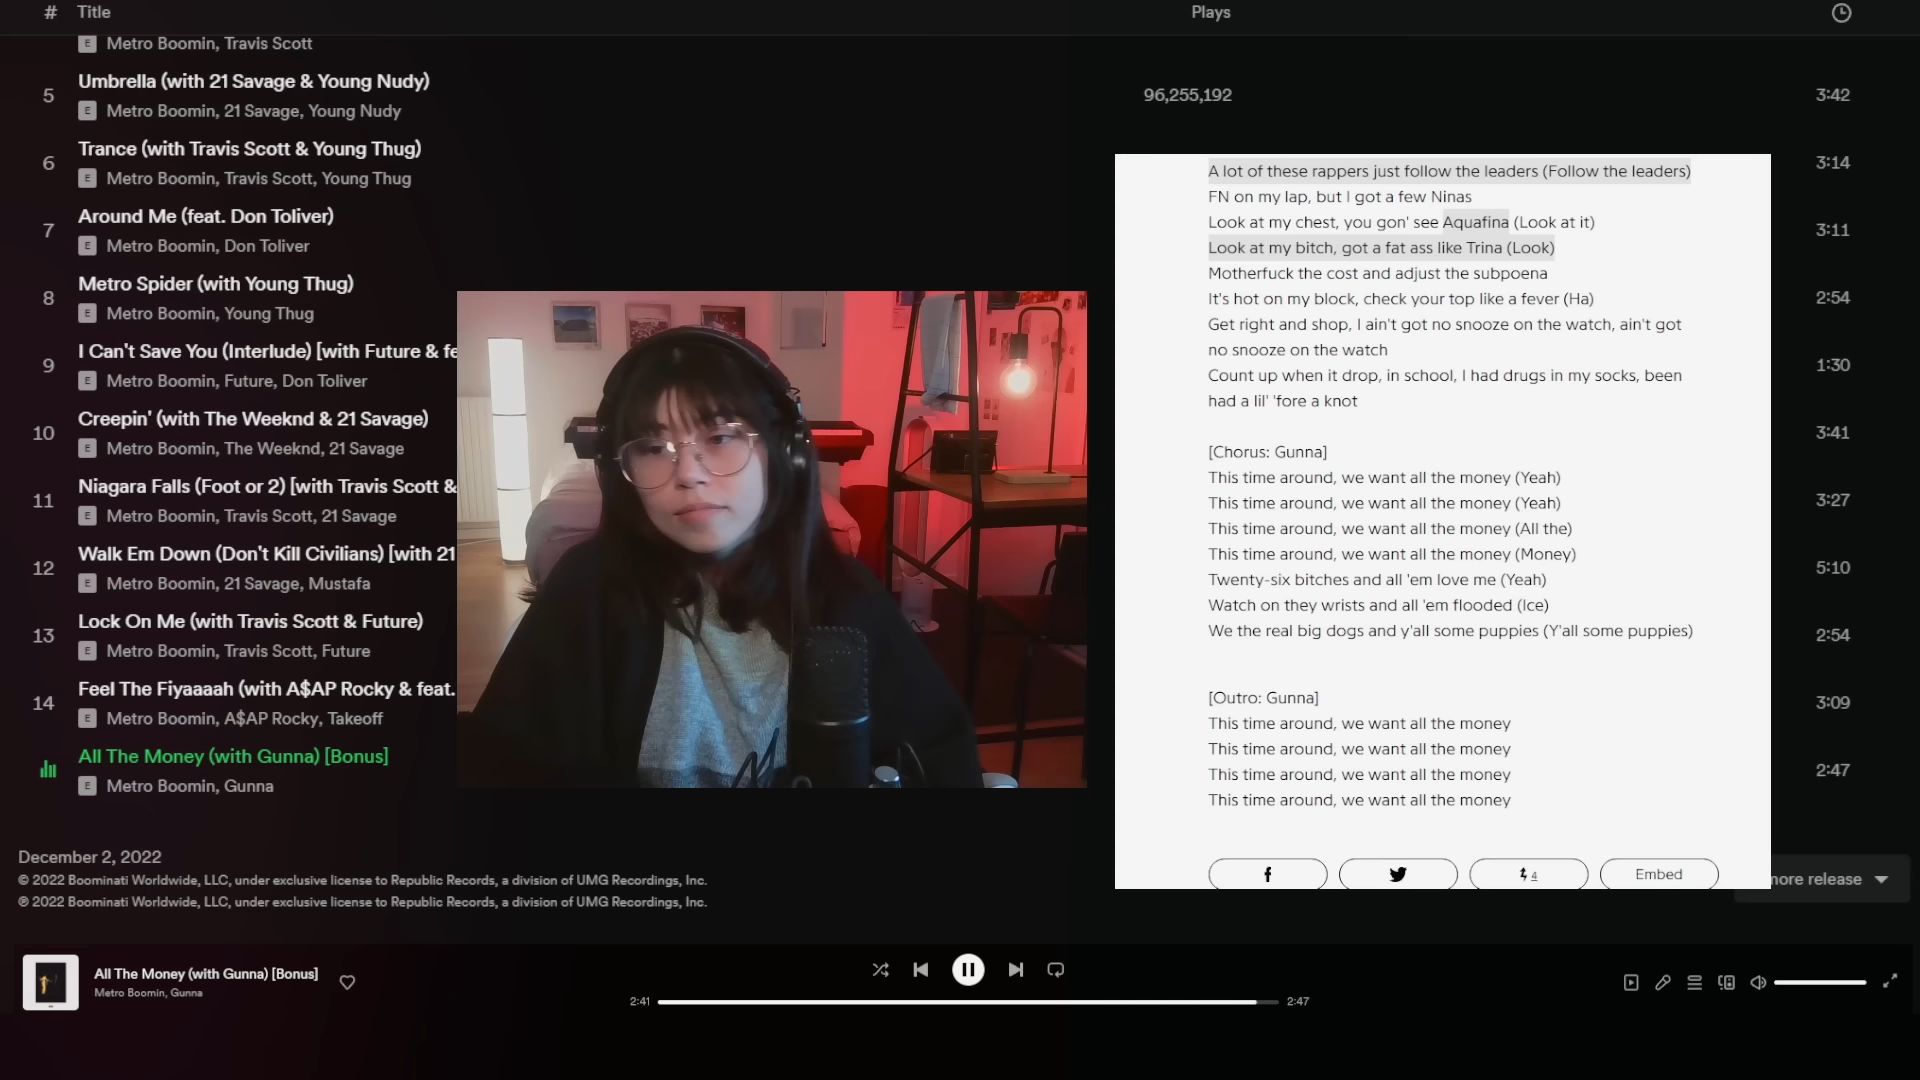 # Title Plays
E Metro Boomin, Travis Scott
5 Umbrella (with 21 Savage & Young Nudy) 96,255,192 3:42
E Metro Boomin, 21 Savage, Young Nudy
6 Trance (with Travis Scott & Young Thug) 3:14
E Metro Boomin, Travis Scott, Young Thug
7 Around Me (feat. Don Toliver) 3:11
E Metro Boomin, Don Toliver
8 Metro Spider (with Young Thug) 2:54
E Metro Boomin, Young Thug
9 I Can't Save You (Interlude) [with Future & fe 1:30
E Metro Boomin, Future, Don Toliver
10 Creepin' (with The Weeknd & 21 Savage) 3:41
E Metro Boomin, The Weeknd, 21 Savage
11 Niagara Falls (Foot or 2) [with Travis Scott & 3:27
E Metro Boomin, Travis Scott, 21 Savage
12 Walk Em Down (Don't Kill Civilians) [with 21 5:10
E Metro Boomin, 21 Savage, Mustafa
13 Lock On Me (with Travis Scott & Future) 2:54
E Metro Boomin, Travis Scott, Future
14 Feel The Fiyaaaah (with A$AP Rocky & feat. 3:09
E Metro Boomin, A$AP Rocky, Takeoff
All The Money (with Gunna) [Bonus] 2:47
E Metro Boomin, Gunna
A lot of these rappers just follow the leaders (Follow the leaders)
FN on my lap, but I got a few Ninas
Look at my chest, you gon' see Aquafina (Look at it)
Look at my bitch, got a fat ass like Trina (Look)
Motherfuck the cost and adjust the subpoena
It's hot on my block, check your top like a fever (Ha)
Get right and shop, I ain't got no snooze on the watch, ain't got
no snooze on the watch
Count up when it drop, in school, I had drugs in my socks, been
had a lil' 'fore a knot
[Chorus: Gunna]
This time around, we want all the money (Yeah)
This time around, we want all the money (Yeah)
This time around, we want all the money (All the)
This time around, we want all the money (Money)
Twenty-six bitches and all 'em love me (Yeah)
Watch on they wrists and all 'em flooded (Ice)
We the real big dogs and y'all some puppies (Y'all some puppies)
[Outro: Gunna]
This time around, we want all the money
This time around, we want all the money
This time around, we want all the money
This time around, we want all the money
f 4 Embed
more release
December 2, 2022
© 2022 Boominati Worldwide, LLC, under exclusive license to Republic Records, a division of UMG Recordings, Inc.
℗ 2022 Boominati Worldwide, LLC, under exclusive license to Republic Records, a division of UMG Recordings, Inc.
All The Money (with Gunna) [Bonus]
Metro Boomin, Gunna
2:41 2:47